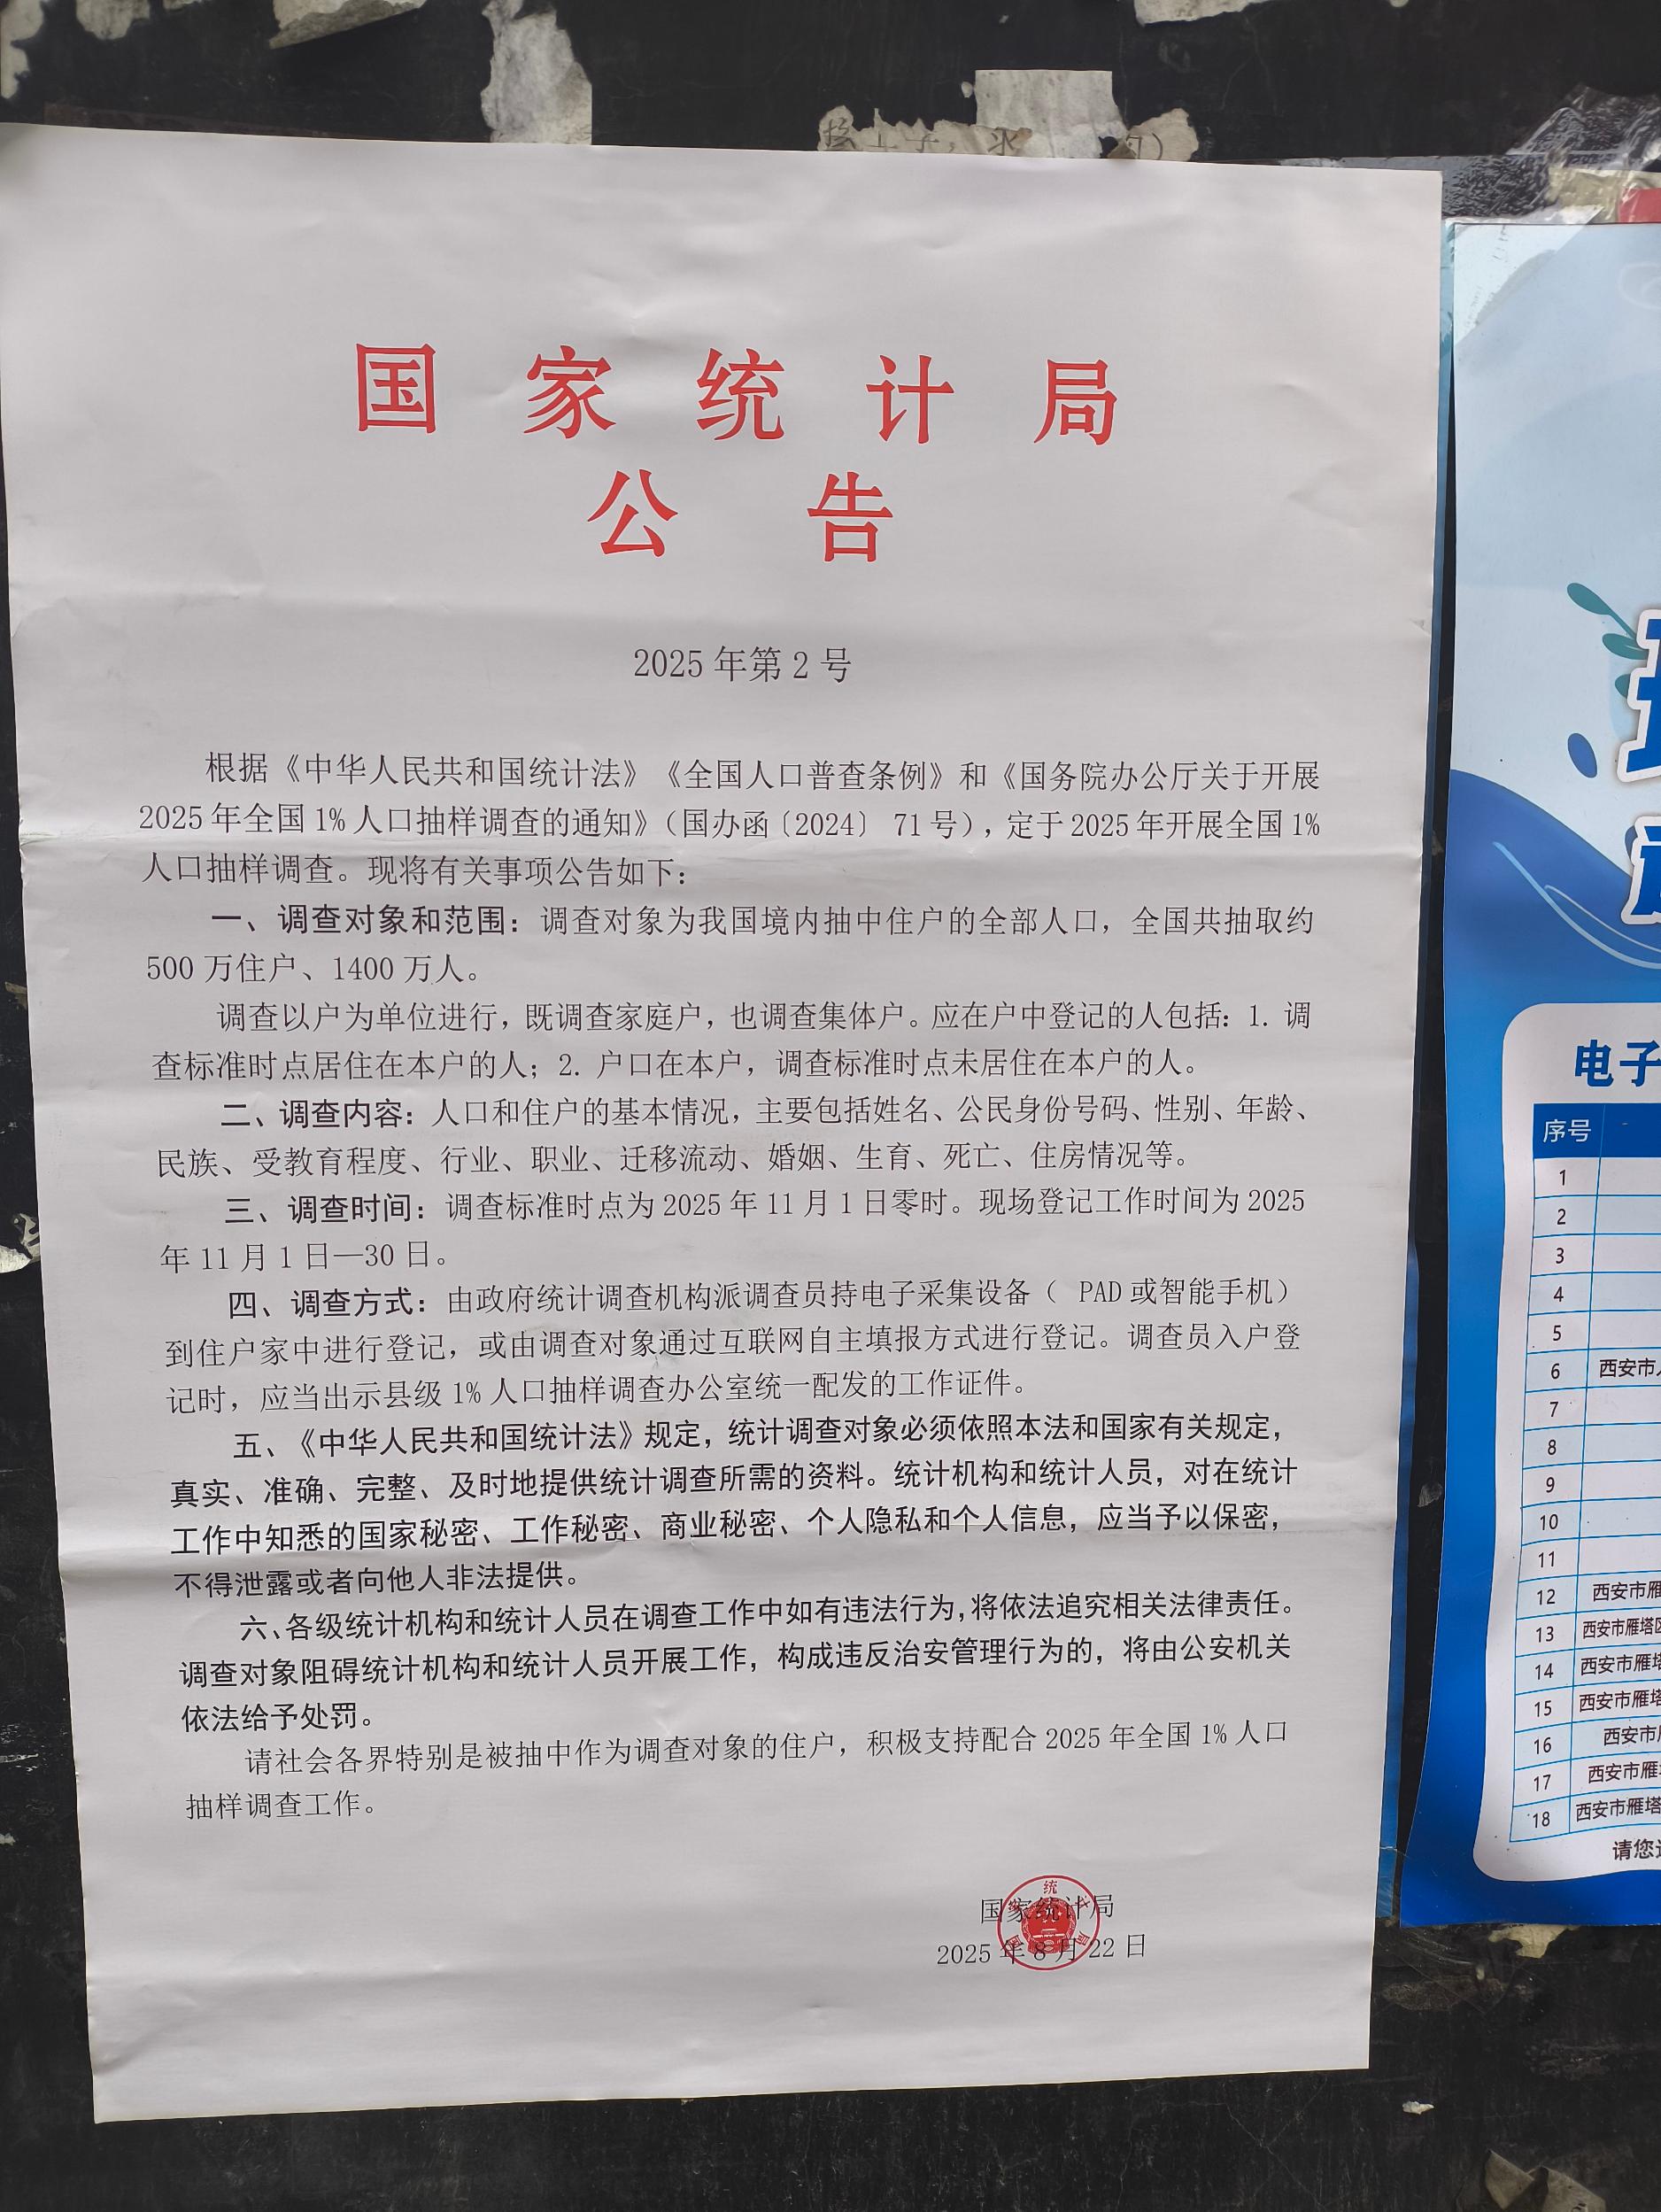 国家统计局
公告
2025年第2号
根据《中华人民共和国统计法》《全国人口普查条例》和《国务院办公厅关于开展
2025年全国1%人口抽样调查的通知》（国办函〔2024〕71号），定于2025年开展全国1%
人口抽样调查。现将有关事项公告如下：
一、调查对象和范围：调查对象为我国境内抽中住户的全部人口，全国共抽取约
500万住户、1400万人。
调查以户为单位进行，既调查家庭户，也调查集体户。应在户中登记的人包括：1. 调
查标准时点居住在本户的人；2. 户口在本户，调查标准时点未居住在本户的人。
二、调查内容：人口和住户的基本情况，主要包括姓名、公民身份号码、性别、年龄、
民族、受教育程度、行业、职业、迁移流动、婚姻、生育、死亡、住房情况等。
三、调查时间：调查标准时点为2025年11月1日零时。现场登记工作时间为2025
年11月1日—30日。
四、调查方式：由政府统计调查机构派调查员持电子采集设备（ PAD或智能手机）
到住户家中进行登记，或由调查对象通过互联网自主填报方式进行登记。调查员入户登
记时，应当出示县级1%人口抽样调查办公室统一配发的工作证件。
五、《中华人民共和国统计法》规定，统计调查对象必须依照本法和国家有关规定，
真实、准确、完整、及时地提供统计调查所需的资料。统计机构和统计人员，对在统计
工作中知悉的国家秘密、工作秘密、商业秘密、个人隐私和个人信息，应当予以保密，
不得泄露或者向他人非法提供。
六、各级统计机构和统计人员在调查工作中如有违法行为，将依法追究相关法律责任。
调查对象阻碍统计机构和统计人员开展工作，构成违反治安管理行为的，将由公安机关
依法给予处罚。
请社会各界特别是被抽中作为调查对象的住户，积极支持配合2025年全国1%人口
抽样调查工作。
国家统计局
2025年8月22日
电子
序号
1
2
3
4
5
6 西安市
7
8
9
10
11
12 西安市雁
13 西安市雁塔区
14 西安市雁塔
15 西安市雁塔
16 西安市
17 西安市雁
18 西安市雁塔
请您